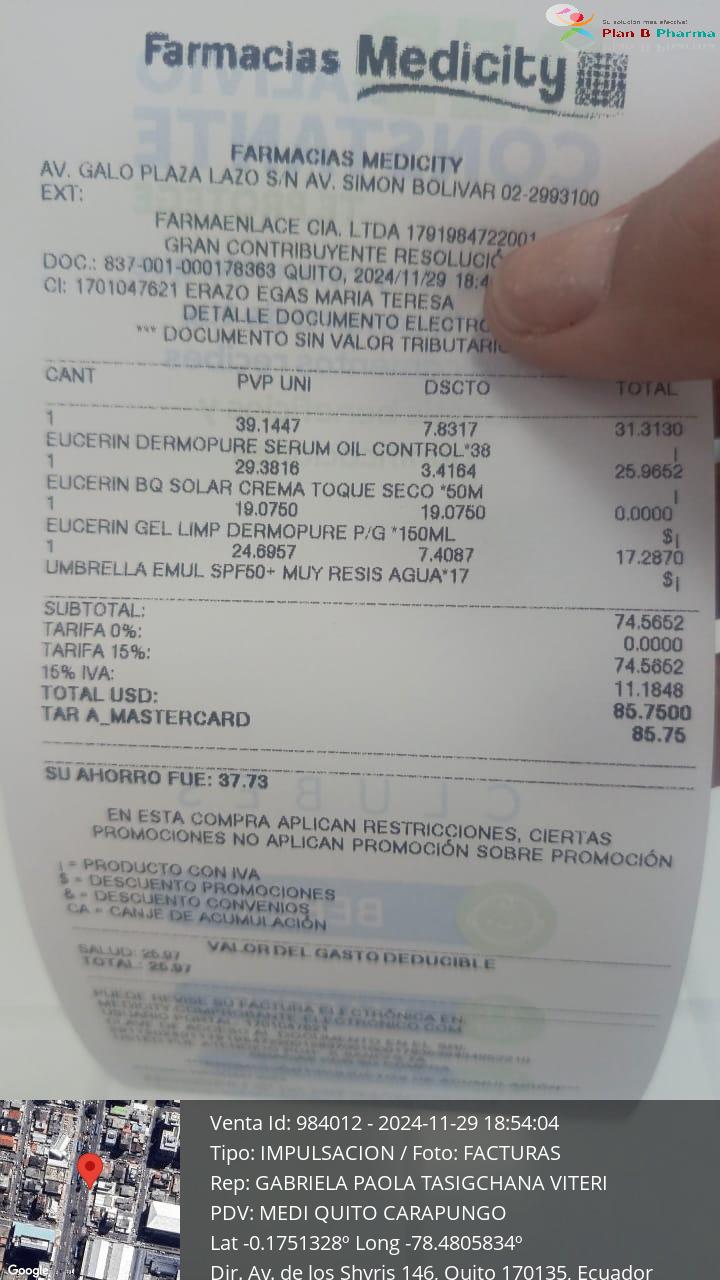 Su solución más efectiva!
Plan B Pharma
Farmacias Medicity
FARMACIAS MEDICITY
AV. GALO PLAZA LAZO S/N AV. SIMON BOLIVAR 02-2993100
EXT:
FARMAENLACE CIA. LTDA 1791984722001
GRAN CONTRIBUYENTE
DOC.: 837-001-000178363 QUITO, 2024/11/29
CI: 1701047621 ERAZO EGAS MARIA TERESA
DETALLE DOCUMENTO
*** DOCUMENTO SIN VALOR
CANT PVP UNI DSCTO TOTAL
1 39.1447 7.8317 31.3130
EUCERIN DERMOPURE SERUM OIL CONTROL*38 ¡
1 29.3816 3.4164 25.9652
EUCERIN BQ SOLAR CREMA TOQUE SECO *50M ¡
1 19.0750 19.0750 0.0000
EUCERIN GEL LIMP DERMOPURE P/G *150ML $¡
1 24.6957 7.4087 17.2870
UMBRELLA EMUL SPF50+ MUY RESIS AGUA*17 $¡
SUBTOTAL: 74.5652
TARIFA 0%: 0.0000
TARIFA 15%: 74.5652
15% IVA: 11.1848
TOTAL USD: 85.7500
TAR A_MASTERCARD 85.75
SU AHORRO FUE: 37.73
EN ESTA COMPRA APLICAN RESTRICCIONES, CIERTAS
PROMOCIONES NO APLICAN PROMOCIÓN SOBRE PROMOCIÓN
¡ = PRODUCTO CON IVA
$ = DESCUENTO PROMOCIONES
& = DESCUENTO CONVENIOS
CA = CANJE DE ACUMULACIÓN
VALOR DEL GASTO DEDUCIBLE
SALUD: 25.97
TOTAL: 25.97
PUEDE REVISE SU FACTURA ELECTRÓNICA EN:
Venta Id: 984012 - 2024-11-29 18:54:04
Tipo: IMPULSACION / Foto: FACTURAS
Rep: GABRIELA PAOLA TASIGCHANA VITERI
PDV: MEDI QUITO CARAPUNGO
Lat -0.1751328º Long -78.4805834º
Dir. Av. de los Shyris 146, Quito 170135, Ecuador
Google